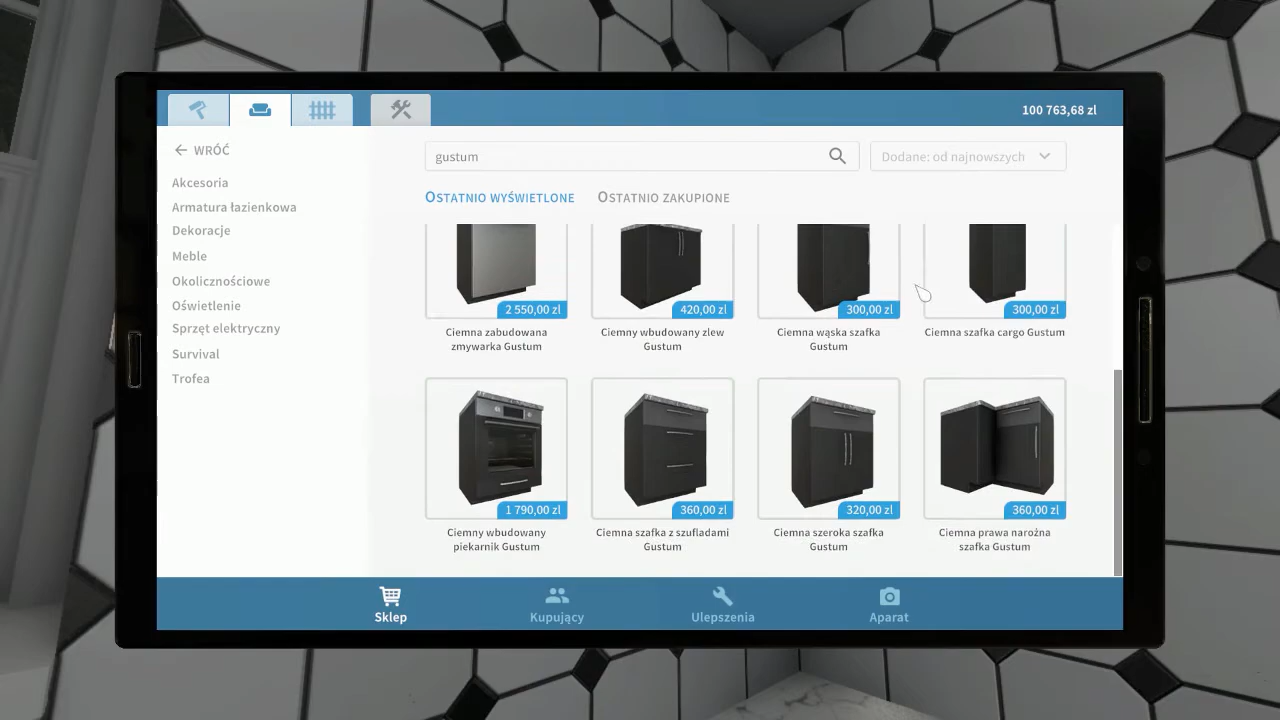 100 763,68 zl
WRÓĆ
gustum
Dodane: od najnowszych
Akcesoria
Armatura łazienkowa
Dekoracje
Meble
Okolicznościowe
Oświetlenie
Sprzęt elektryczny
Survival
Trofea
OSTATNIO WYŚWIETLONE
OSTATNIO ZAKUPIONE
2 550,00 zl
Ciemna zabudowana
zmywarka Gustum
420,00 zl
Ciemny wbudowany zlew
Gustum
300,00 zl
Ciemna wąska szafka
Gustum
300,00 zl
Ciemna szafka cargo Gustum
1 790,00 zl
Ciemny wbudowany
piekarnik Gustum
360,00 zl
Ciemna szafka z szufladami
Gustum
320,00 zl
Ciemna szeroka szafka
Gustum
360,00 zl
Ciemna prawa narożna
szafka Gustum
Sklep
Kupujący
Ulepszenia
Aparat